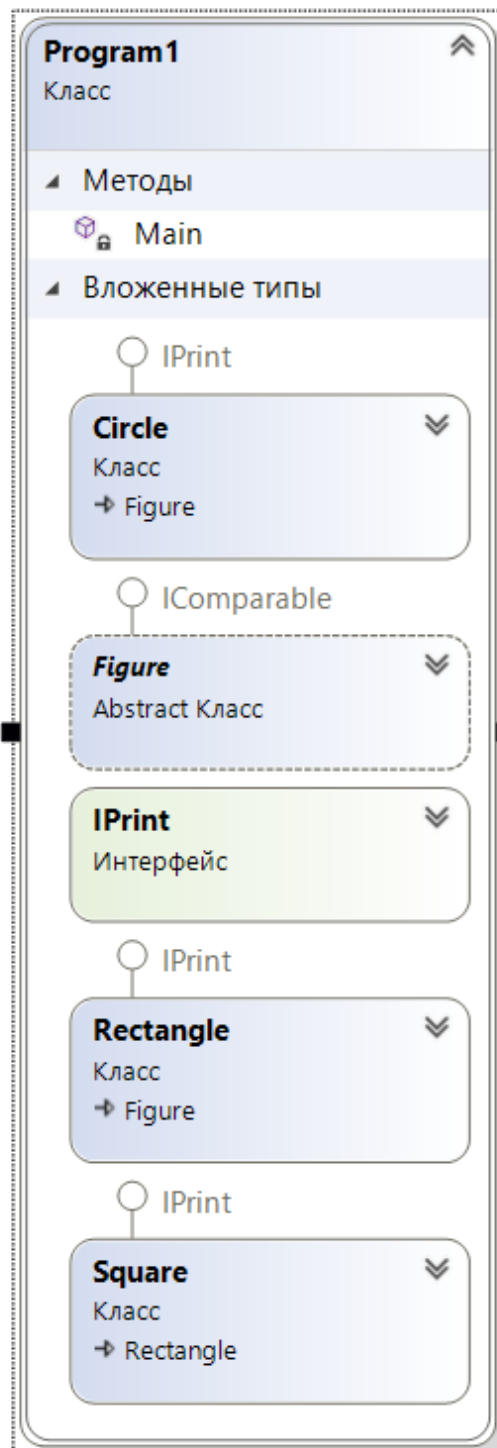 Program1
Класс
Методы
Main
Вложенные типы
IPrint
Circle
Класс
Figure
IComparable
Figure
Abstract Класс
IPrint
Интерфейс
IPrint
Rectangle
Класс
Figure
IPrint
Square
Класс
Rectangle